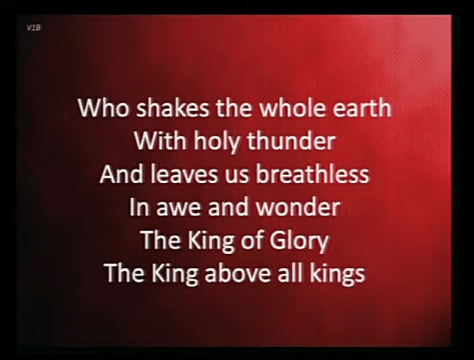 V1B
Who shakes the whole earth
With holy thunder
And leaves us breathless
In awe and wonder
The King of Glory
The King above all kings